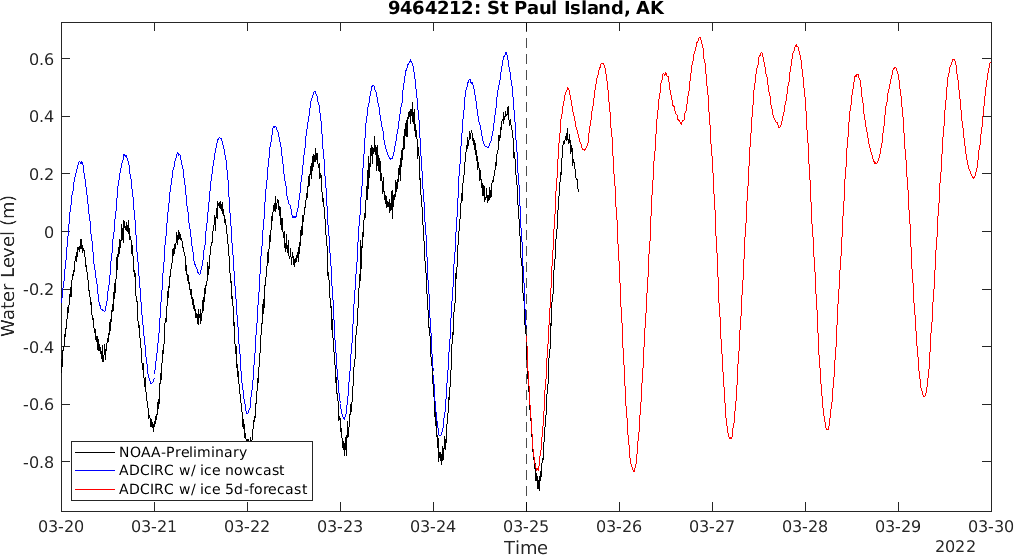 9464212: St Paul Island, AK
Water Level (m)
0.6
0.4
0.2
0
-0.2
-0.4
-0.6
-0.8
NOAA-Preliminary
ADCIRC w/ ice nowcast
ADCIRC w/ ice 5d-forecast
03-20 03-21 03-22 03-23 03-24 03-25 03-26 03-27 03-28 03-29 03-30
Time
2022